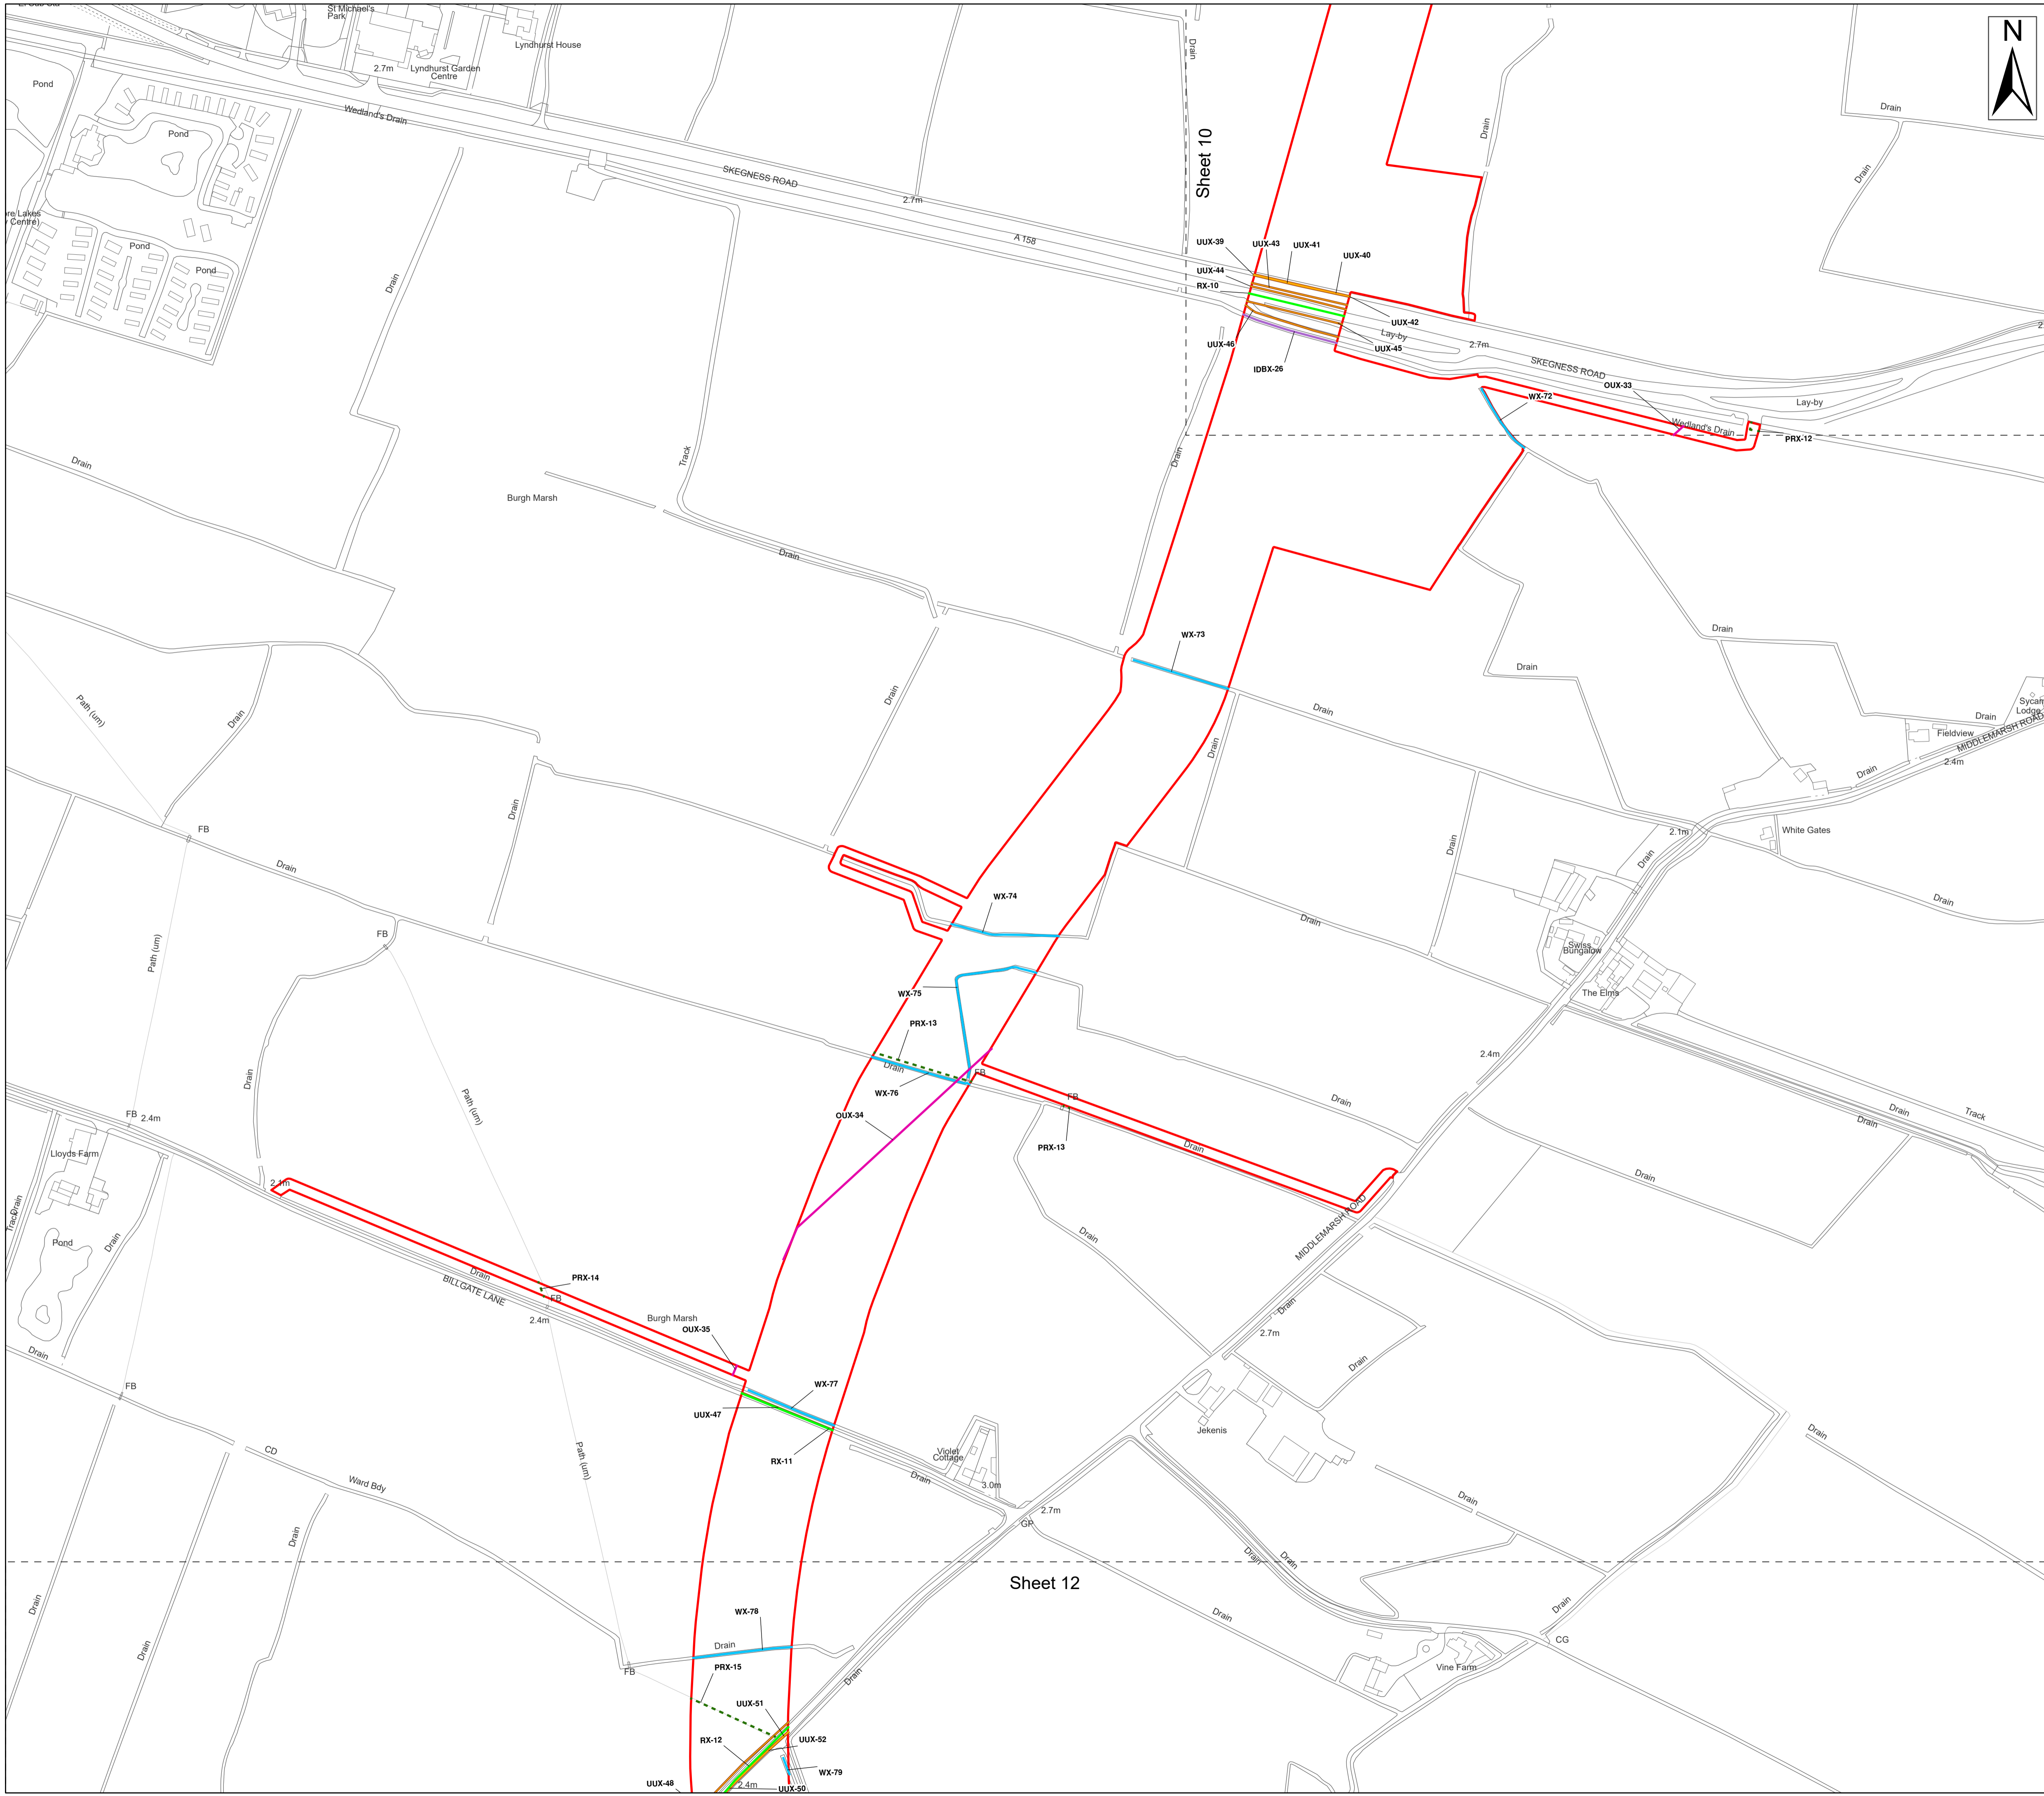 St Michael's
Park
Lyndhurst House
2.7m
Lyndhurst Garden
Centre
Pond
Wedland's Drain
Pond
SKEGNESS ROAD
2.7m
Drain
Drain
Drain
Drain
N
Sheet 10
Pond
Pond
A 158
Drain
UUX-39
UUX-43
UUX-41
UUX-40
UUX-44
RX-10
UUX-42
Lay-by
UUX-46
UUX-45
2.7m
IDBX-26
SKEGNESS ROAD
OUX-33
WX-72
Lay-by
Wedland's Drain
PRX-12
Drain
Track
Drain
Burgh Marsh
Drain
Drain
WX-73
Drain
Drain
Path (um)
Drain
Drain
Drain
Drain
Drain
Fieldview
MIDDLEMARSH ROAD
2.4m
Drain
FB
Drain
Drain
Drain
2.1m
White Gates
Drain
Drain
FB
Path (um)
WX-74
Drain
Swiss
Bungalow
The Elms
WX-75
PRX-13
Drain
FB
WX-76
OUX-34
FB
PRX-13
Drain
2.4m
Drain
Drain
Track
Drain
Drain
Drain
Path (um)
FB
2.4m
Lloyds Farm
2.1m
Drain
Track
Pond
Drain
Drain
BILLGATE LANE
PRX-14
FB
2.4m
Burgh Marsh
OUX-35
MIDDLEMARSH ROAD
Drain
Drain
2.7m
Drain
Drain
FB
WX-77
UUX-47
RX-11
Violet
Cottage
Drain
3.0m
2.7m
GP
Jekenis
Drain
Drain
CD
Ward Bdy
Path (um)
Drain
Drain
Drain
Sheet 12
Drain
Drain
Drain
Drain
CG
Vine Farm
WX-78
Drain
FB
PRX-15
UUX-51
Drain
RX-12
UUX-52
WX-79
UUX-48
2.4m
UUX-50